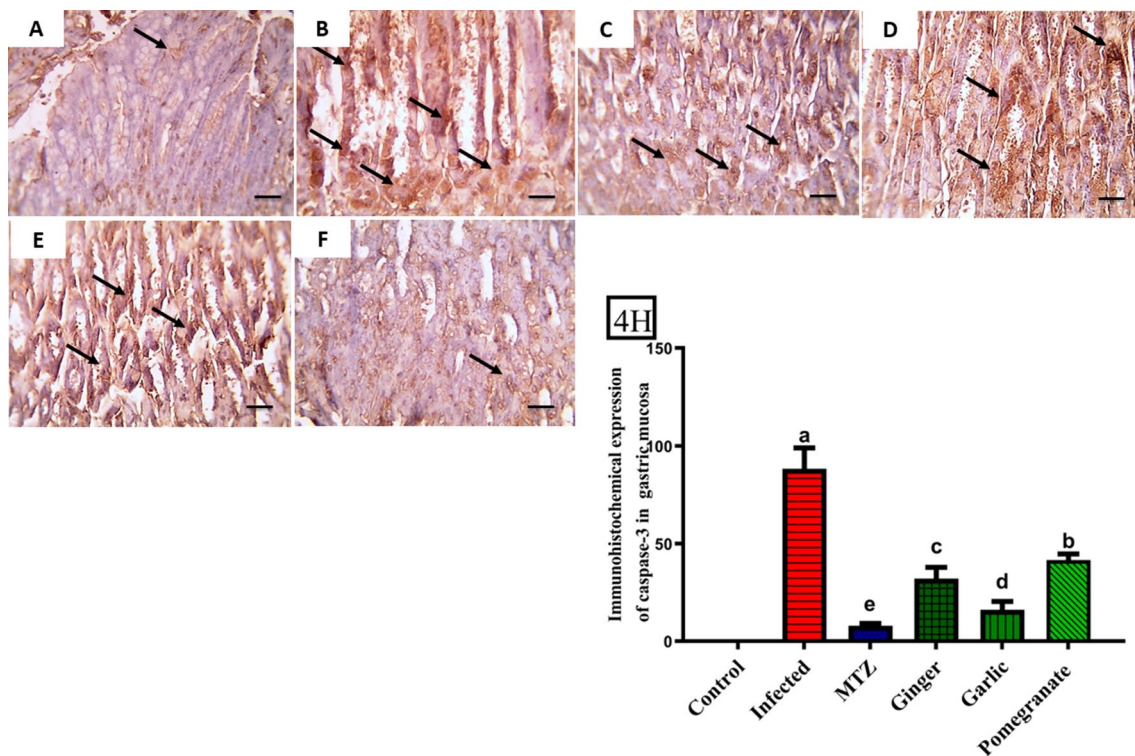 A
B
C
D
E
F
4H
Immunohistochemical expression
of caspase-3 in gastric mucosa
150
100
50
0
a
e
c
d
b
Control
Infected
MTZ
Ginger
Garlic
Pomegranate